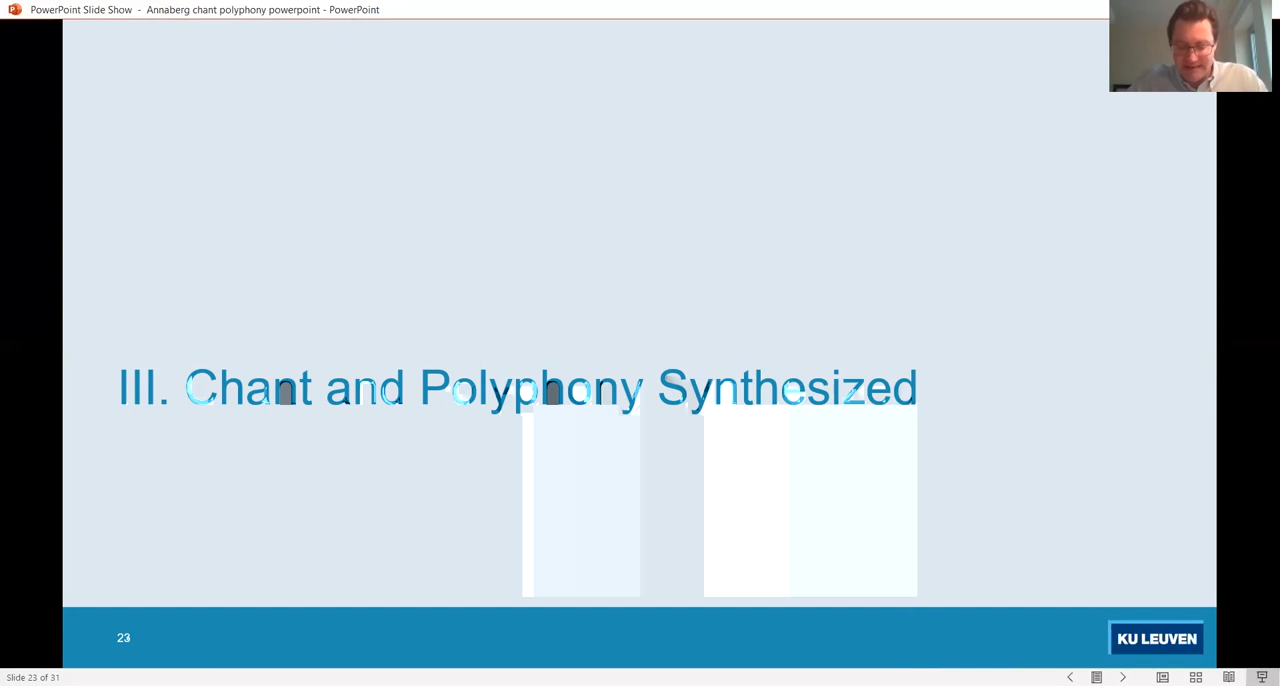 PowerPoint Slide Show - Annaberg chant polyphony powerpoint - PowerPoint
III. Chant and Polyphony Synthesized
23
KU LEUVEN
Slide 23 of 31